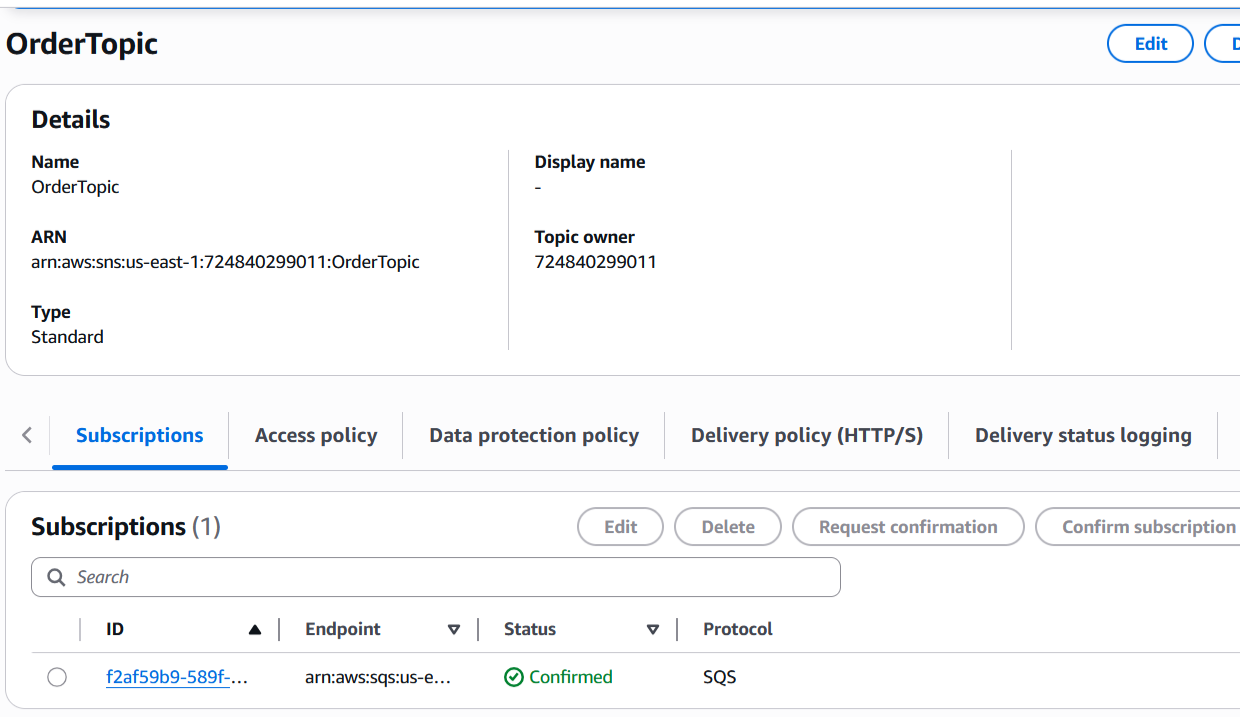 OrderTopic
Edit
D
Details
Name
OrderTopic
Display name
-
ARN
arn:aws:sns:us-east-1:724840299011:OrderTopic
Topic owner
724840299011
Type
Standard
Subscriptions Access policy Data protection policy Delivery policy (HTTP/S) Delivery status logging
Subscriptions (1) Edit Delete Request confirmation Confirm subscription
Search
ID Endpoint Status Protocol
f2af59b9-589f-... arn:aws:sqs:us-e... Confirmed SQS